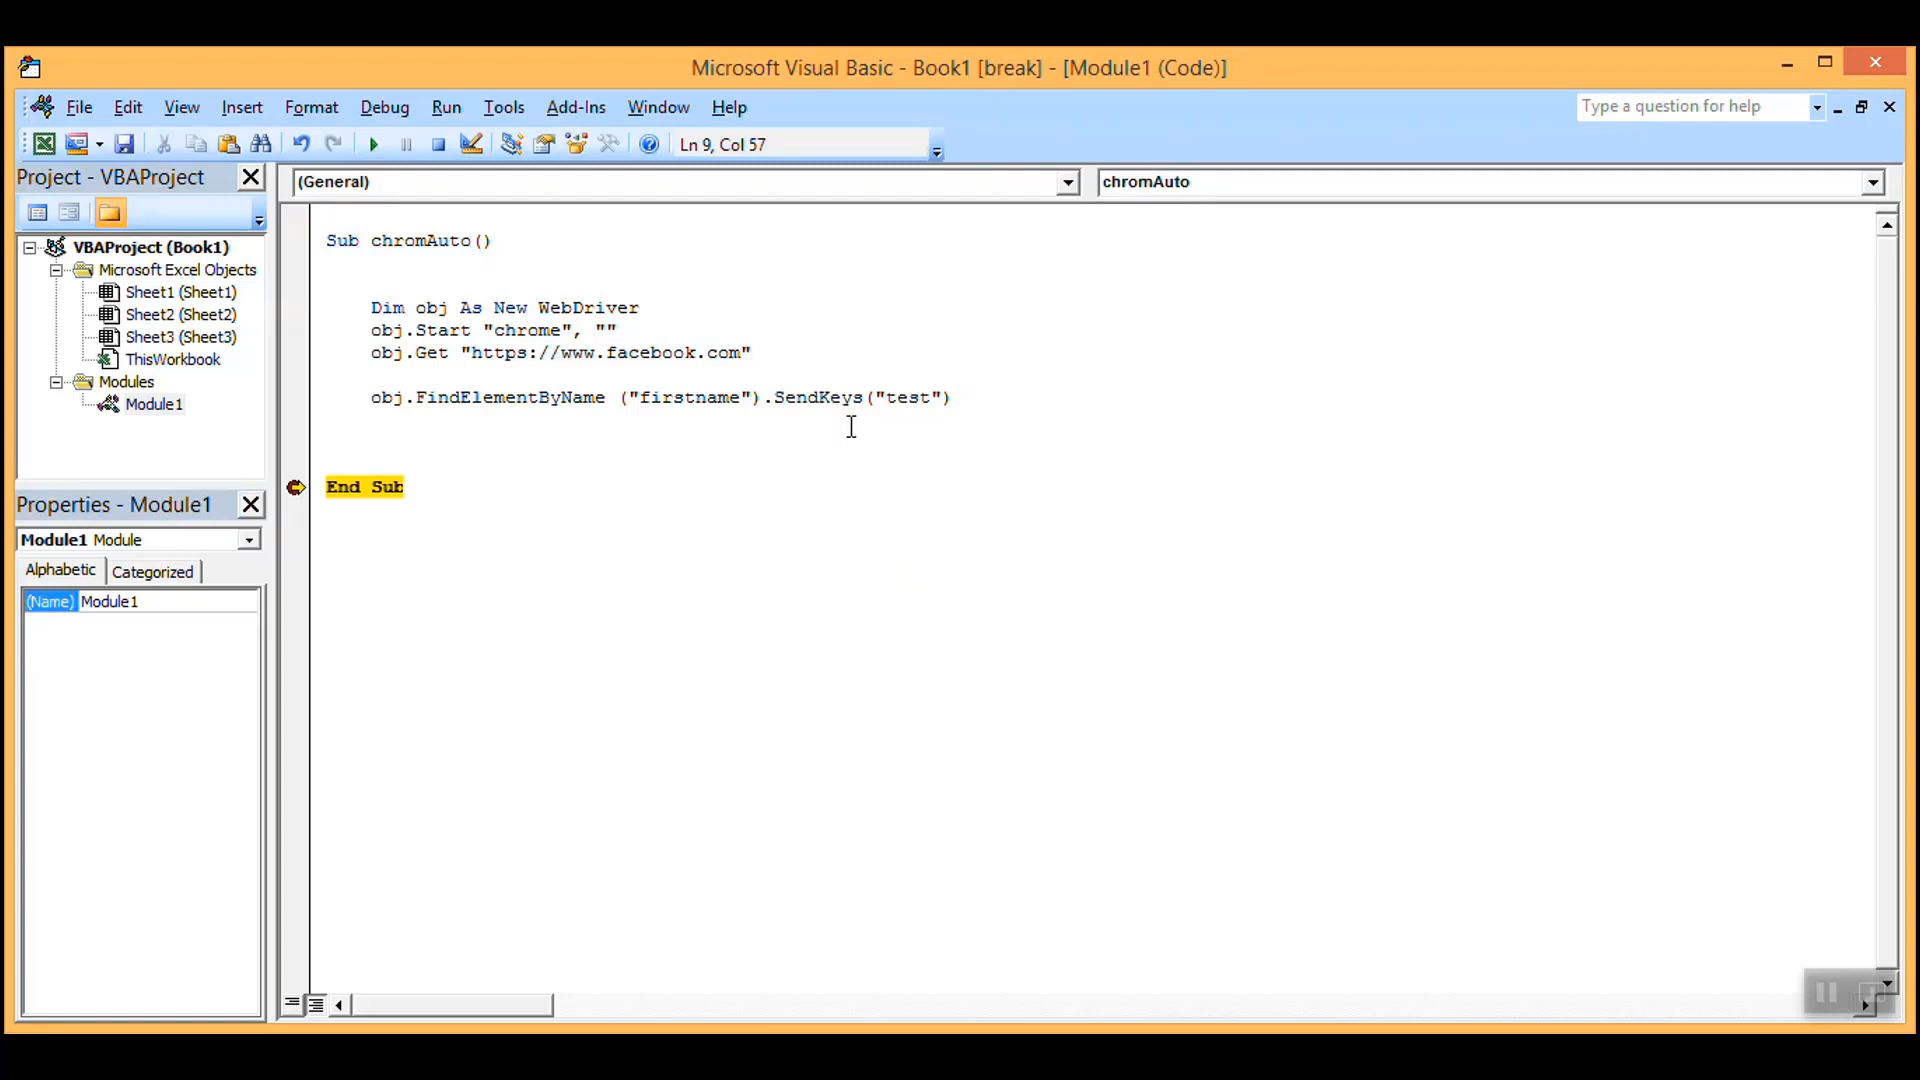 Microsoft Visual Basic - Book1 [break] - [Module1 (Code)]
File Edit View Insert Format Debug Run Tools Add-Ins Window Help
Type a question for help
Ln 9, Col 57
Project - VBAProject
(General)
chromAuto
VBAProject (Book1)
Microsoft Excel Objects
Sheet1 (Sheet1)
Sheet2 (Sheet2)
Sheet3 (Sheet3)
ThisWorkbook
Modules
Module1
Properties - Module1
Module1 Module
Alphabetic Categorized
(Name) Module1
Sub chromAuto()
Dim obj As New WebDriver
obj.Start "chrome", ""
obj.Get "https://www.facebook.com"
obj.FindElementByName ("firstname").SendKeys("test")
End Sub